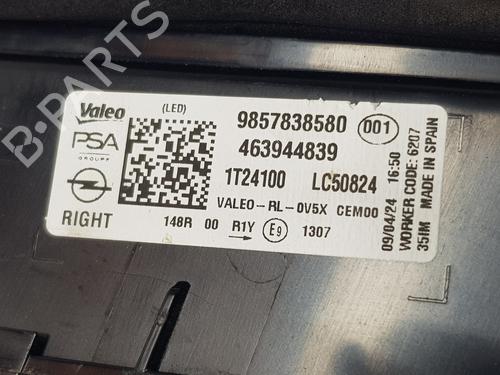 B-PARTS
Valeo
(LED)
9857838580 001
PSA
GROUPE
463944839
1T24100 LC50824
VALEO-RL-0V5X CEM00
RIGHT
148R 00 R1Y E9 1307
09/04/24 16:50
WORKER CODE: 6207
35IM MADE IN SPAIN